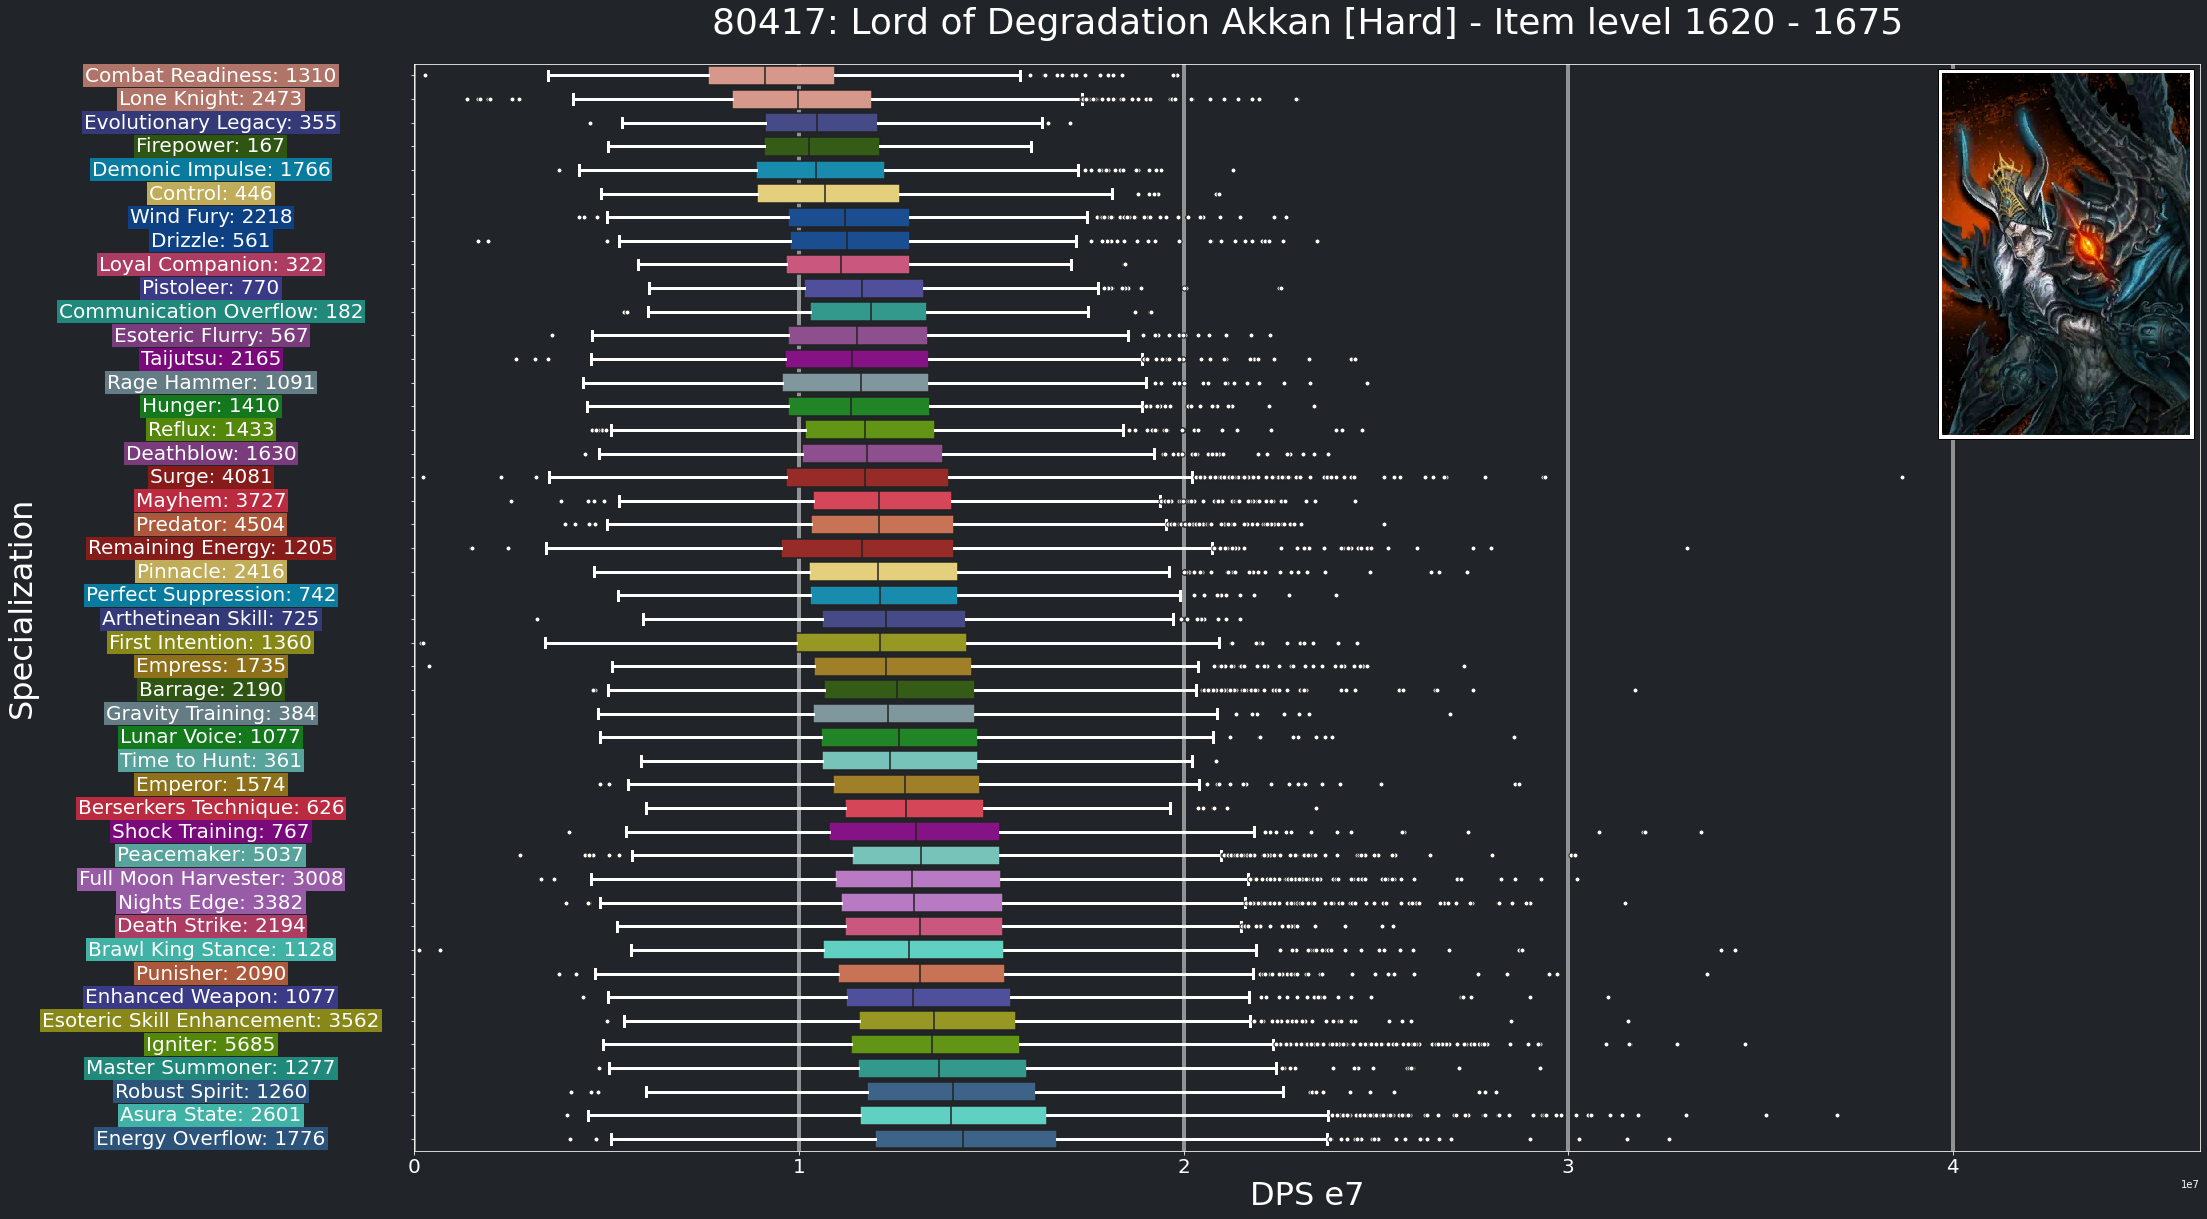 80417: Lord of Degradation Akkan [Hard] - Item level 1620 - 1675
Combat Readiness: 1310
Lone Knight: 2473
Evolutionary Legacy: 355
Firepower: 167
Demonic Impulse: 1766
Control: 446
Wind Fury: 2218
Drizzle: 561
Loyal Companion: 322
Pistoleer: 770
Communication Overflow: 182
Esoteric Flurry: 567
Taijutsu: 2165
Rage Hammer: 1091
Hunger: 1410
Reflux: 1433
Deathblow: 1630
Surge: 4081
Mayhem: 3727
Predator: 4504
Remaining Energy: 1205
Pinnacle: 2416
Perfect Suppression: 742
Arthetinean Skill: 725
First Intention: 1360
Empress: 1735
Barrage: 2190
Gravity Training: 384
Lunar Voice: 1077
Time to Hunt: 361
Emperor: 1574
Berserkers Technique: 626
Shock Training: 767
Peacemaker: 5037
Full Moon Harvester: 3008
Nights Edge: 3382
Death Strike: 2194
Brawl King Stance: 1128
Punisher: 2090
Enhanced Weapon: 1077
Esoteric Skill Enhancement: 3562
Igniter: 5685
Master Summoner: 1277
Robust Spirit: 1260
Asura State: 2601
Energy Overflow: 1776
Specialization
0 1 2 3 4
DPS e7
1e7